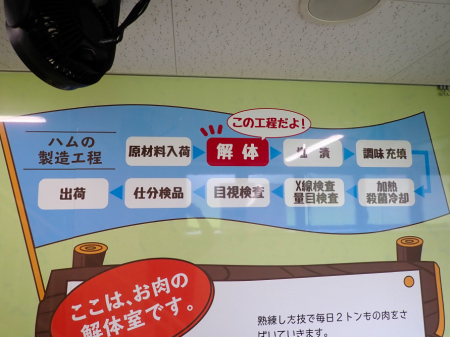 この工程だよ!
ハムの
製造工程
原材料入荷
解体
塩漬
調味充填
加熱
殺菌冷却
X線検査
量目検査
目視検査
仕分検品
出荷
ここは、お肉の
解体室です。
熟練した技で毎日2トンもの肉をさ
ばいていきます。